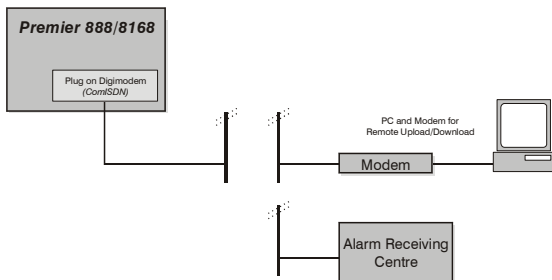 Premier 888/8168
Plug on Digimodem
(ComISDN)
PC and Modem for
Remote Upload/Download
Modem
Alarm Receiving
Centre